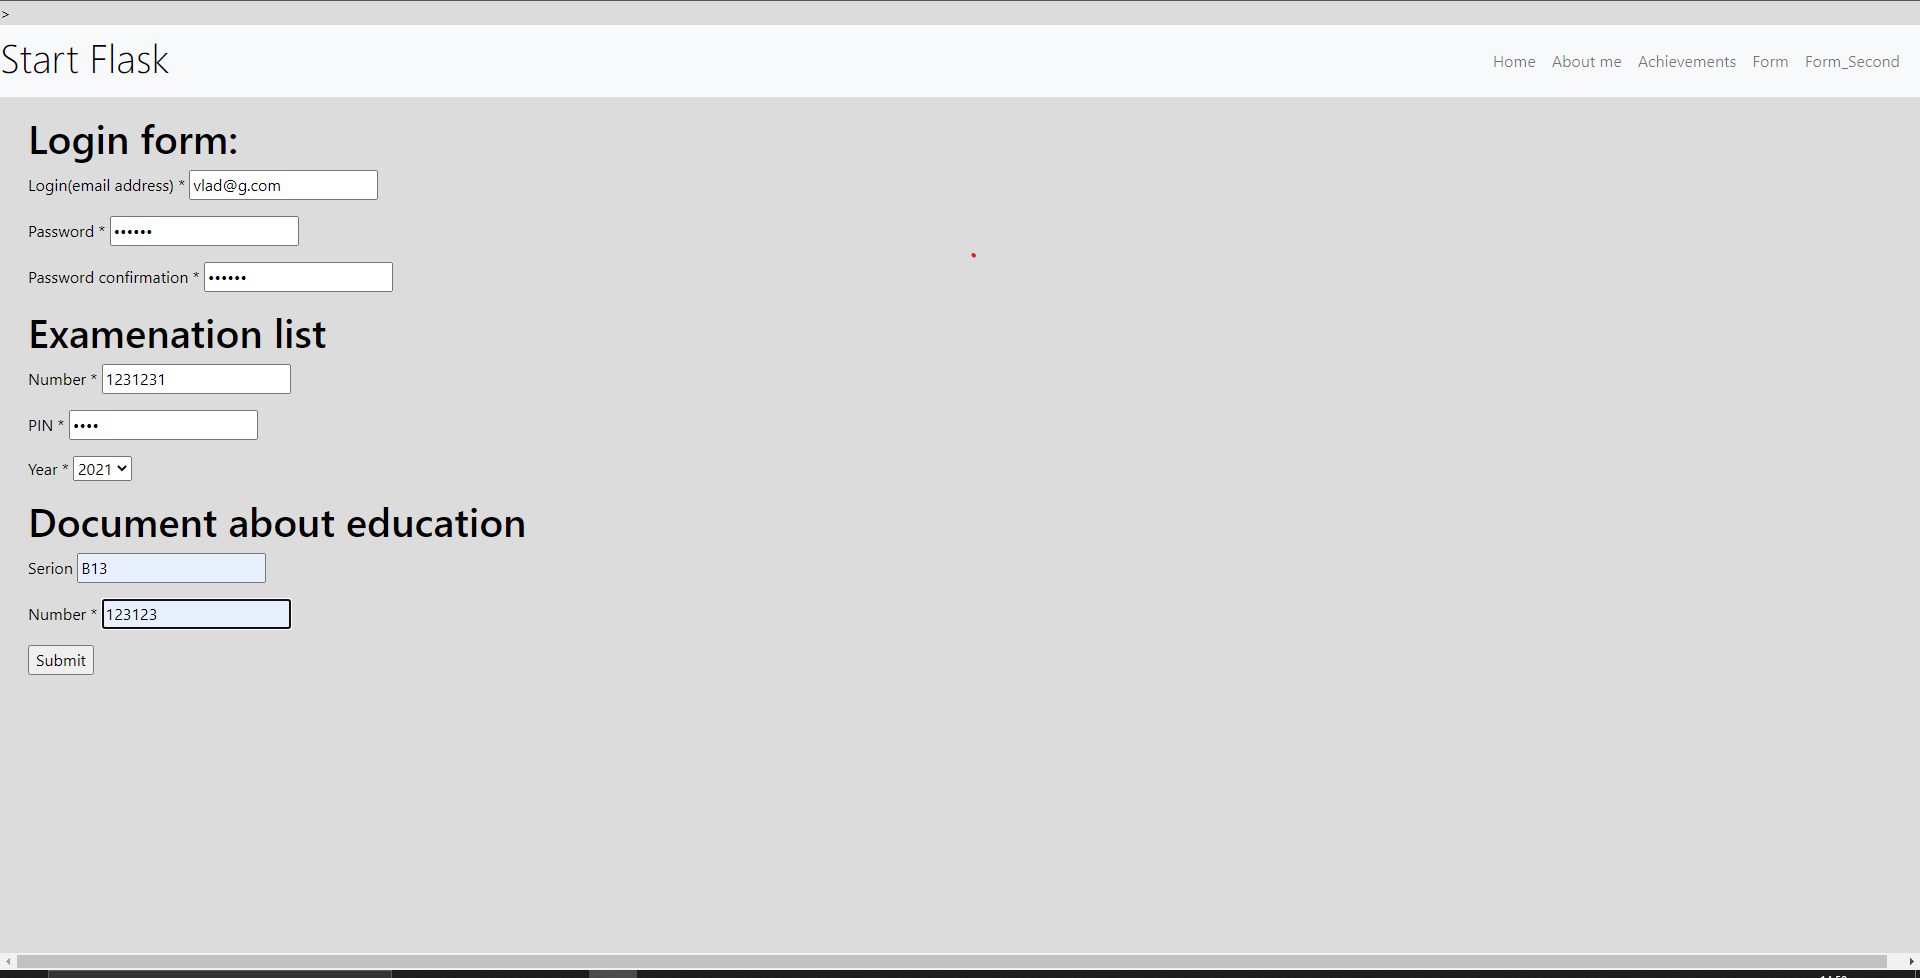 >
Start Flask
Home About me Achievements Form Form_Second
Login form:
Login(email address) * vlad@g.com
Password * ••••••
Password confirmation * ••••••
Examenation list
Number * 1231231
PIN * ••••
Year * 2021
Document about education
Serion B13
Number * 123123
Submit